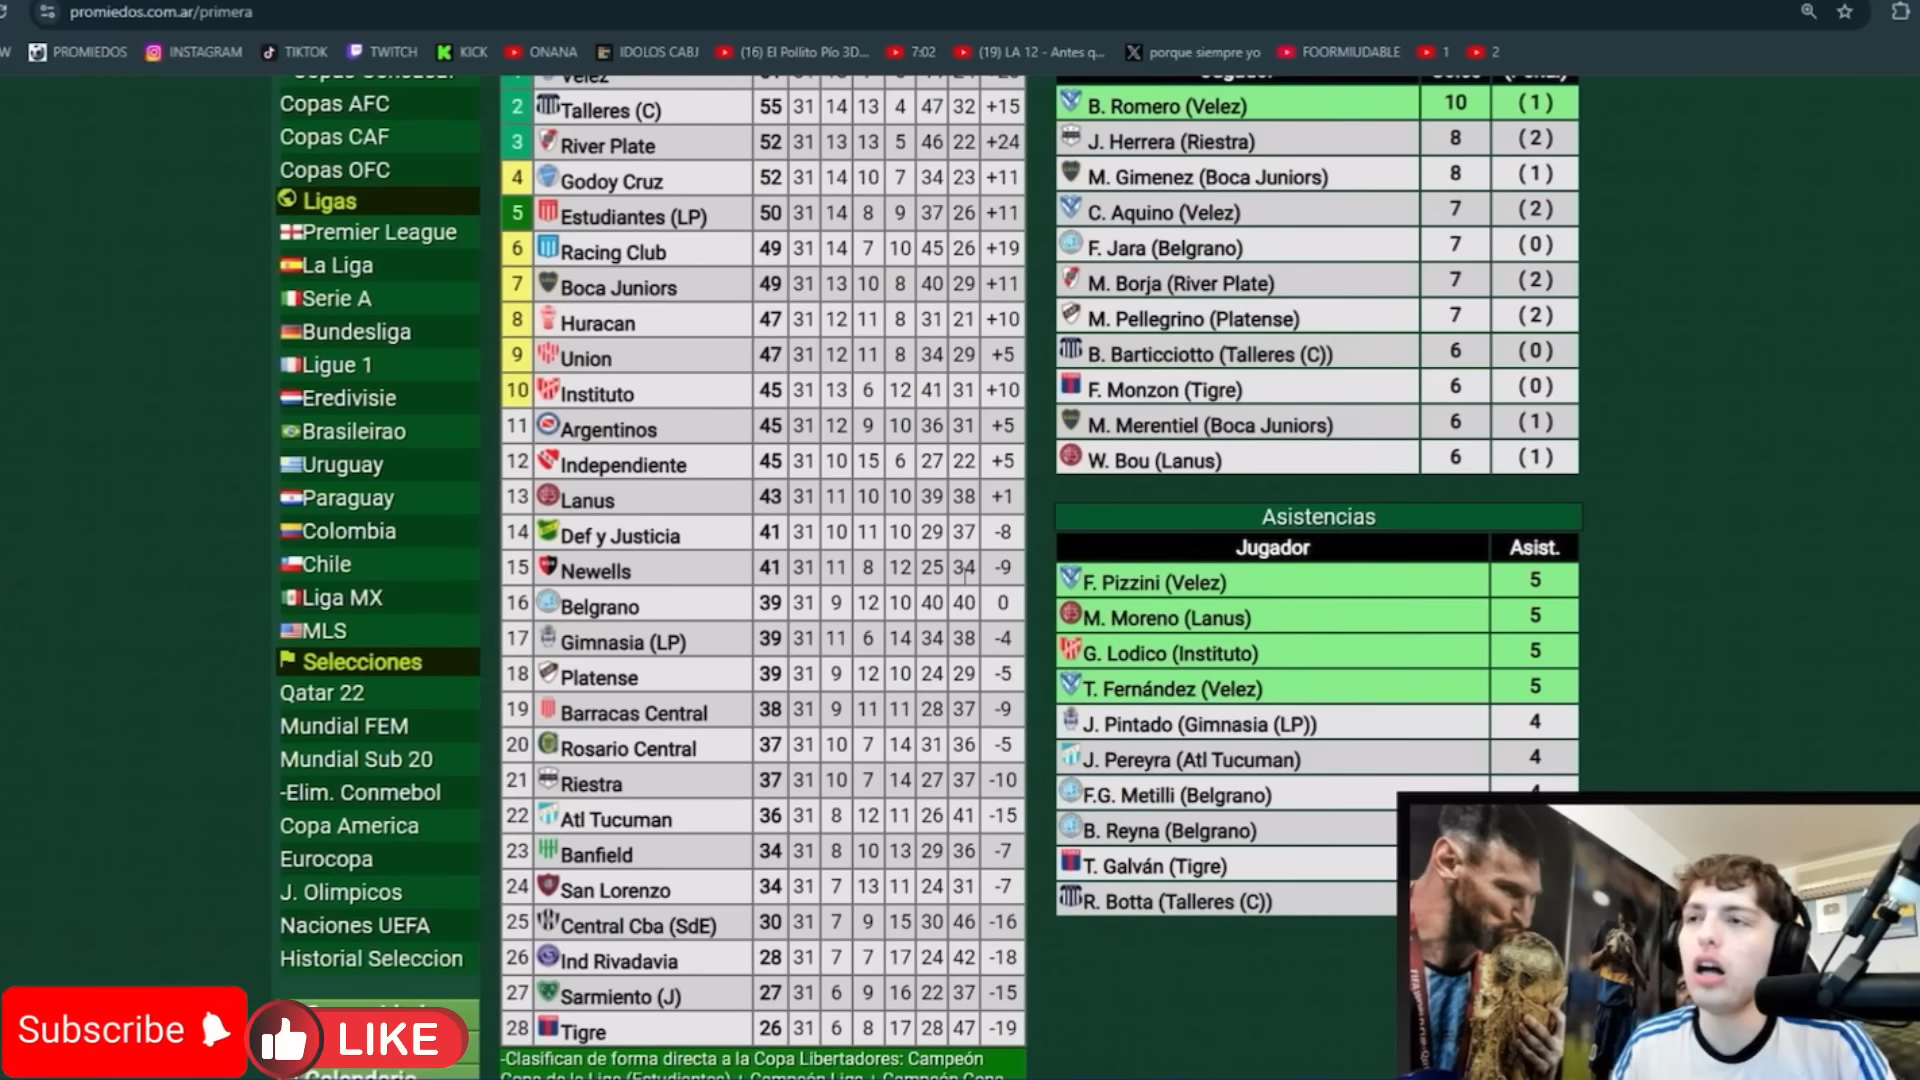 promiedos.com.ar/primera
PROMIEDOS INSTAGRAM TIKTOK TWITCH KICK ONANA IDOLOS CABJ (16) El Pollito Pío 3D... 7:02 (19) LA 12 - Antes q... porque siempre yo FOORMIUDABLE 1 2
Copas AFC
Copas CAF
Copas OFC
Ligas
Premier League
La Liga
Serie A
Bundesliga
Ligue 1
Eredivisie
Brasileirao
Uruguay
Paraguay
Colombia
Chile
Liga MX
MLS
Selecciones
Qatar 22
Mundial FEM
Mundial Sub 20
-Elim. Conmebol
Copa America
Eurocopa
J. Olimpicos
Naciones UEFA
Historial Seleccion
Calendario
Velez
2 Talleres (C) 55 31 14 13 4 47 32 +15
3 River Plate 52 31 13 13 5 46 22 +24
4 Godoy Cruz 52 31 14 10 7 34 23 +11
5 Estudiantes (LP) 50 31 14 8 9 37 26 +11
6 Racing Club 49 31 14 7 10 45 26 +19
7 Boca Juniors 49 31 13 10 8 40 29 +11
8 Huracan 47 31 12 11 8 31 21 +10
9 Union 47 31 12 11 8 34 29 +5
10 Instituto 45 31 13 6 12 41 31 +10
11 Argentinos 45 31 12 9 10 36 31 +5
12 Independiente 45 31 10 15 6 27 22 +5
13 Lanus 43 31 11 10 10 39 38 +1
14 Def y Justicia 41 31 10 11 10 29 37 -8
15 Newells 41 31 11 8 12 25 34 -9
16 Belgrano 39 31 9 12 10 40 40 0
17 Gimnasia (LP) 39 31 11 6 14 34 38 -4
18 Platense 39 31 9 12 10 24 29 -5
19 Barracas Central 38 31 9 11 11 28 37 -9
20 Rosario Central 37 31 10 7 14 31 36 -5
21 Riestra 37 31 10 7 14 27 37 -10
22 Atl Tucuman 36 31 8 12 11 26 41 -15
23 Banfield 34 31 8 10 13 29 36 -7
24 San Lorenzo 34 31 7 13 11 24 31 -7
25 Central Cba (SdE) 30 31 7 9 15 30 46 -16
26 Ind Rivadavia 28 31 7 7 17 24 42 -18
27 Sarmiento (J) 27 31 6 9 16 22 37 -15
28 Tigre 26 31 6 8 17 28 47 -19
-Clasifican de forma directa a la Copa Libertadores: Campeón
Copa de la Liga (Estudiantes) + Campeón Liga + Campeón Copa
Jugador Goles (Penal)
B. Romero (Velez) 10 (1)
J. Herrera (Riestra) 8 (2)
M. Gimenez (Boca Juniors) 8 (1)
C. Aquino (Velez) 7 (2)
F. Jara (Belgrano) 7 (0)
M. Borja (River Plate) 7 (2)
M. Pellegrino (Platense) 7 (2)
B. Barticciotto (Talleres (C)) 6 (0)
F. Monzon (Tigre) 6 (0)
M. Merentiel (Boca Juniors) 6 (1)
W. Bou (Lanus) 6 (1)
Asistencias
Jugador Asist.
F. Pizzini (Velez) 5
M. Moreno (Lanus) 5
G. Lodico (Instituto) 5
T. Fernández (Velez) 5
J. Pintado (Gimnasia (LP)) 4
J. Pereyra (Atl Tucuman) 4
F.G. Metilli (Belgrano) 4
B. Reyna (Belgrano)
T. Galván (Tigre)
R. Botta (Talleres (C))
Subscribe
LIKE